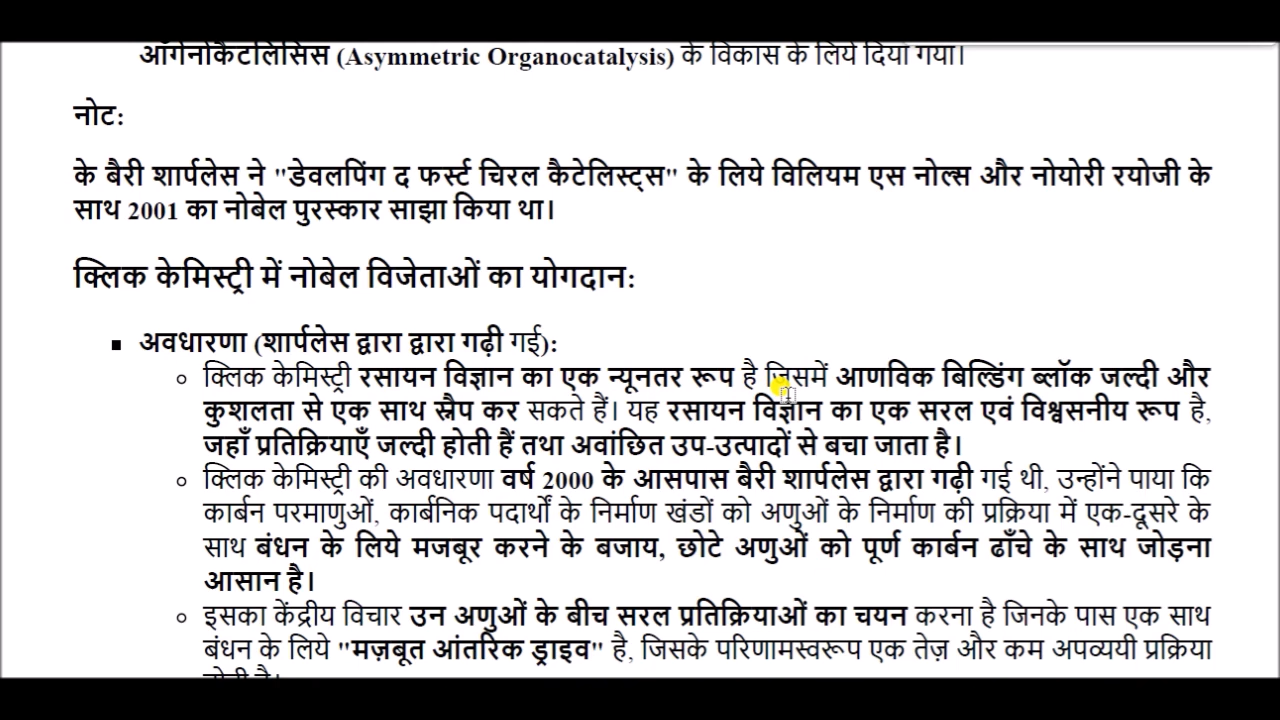 ऑर्गेनोकैटलिसिस (Asymmetric Organocatalysis) के विकास के लिये दिया गया।
नोट:
के बैरी शार्पलेस ने "डेवलपिंग द फर्स्ट चिरल कैटेलिस्ट्स" के लिये विलियम एस नोल्स और नोयोरी रयोजी के
साथ 2001 का नोबेल पुरस्कार साझा किया था।
क्लिक केमिस्ट्री में नोबेल विजेताओं का योगदान:
▪ अवधारणा (शार्पलेस द्वारा द्वारा गढ़ी गई):
○ क्लिक केमिस्ट्री रसायन विज्ञान का एक न्यूनतर रूप है जिसमें आणविक बिल्डिंग ब्लॉक जल्दी और
कुशलता से एक साथ स्नैप कर सकते हैं। यह रसायन विज्ञान का एक सरल एवं विश्वसनीय रूप है,
जहाँ प्रतिक्रियाएँ जल्दी होती हैं तथा अवांछित उप-उत्पादों से बचा जाता है।
○ क्लिक केमिस्ट्री की अवधारणा वर्ष 2000 के आसपास बैरी शार्पलेस द्वारा गढ़ी गई थी, उन्होंने पाया कि
कार्बन परमाणुओं, कार्बनिक पदार्थों के निर्माण खंडों को अणुओं के निर्माण की प्रक्रिया में एक-दूसरे के
साथ बंधन के लिये मजबूर करने के बजाय, छोटे अणुओं को पूर्ण कार्बन ढाँचे के साथ जोड़ना
आसान है।
○ इसका केंद्रीय विचार उन अणुओं के बीच सरल प्रतिक्रियाओं का चयन करना है जिनके पास एक साथ
बंधन के लिये "मज़बूत आंतरिक ड्राइव" है, जिसके परिणामस्वरूप एक तेज़ और कम अपव्ययी प्रक्रिया
होती है।